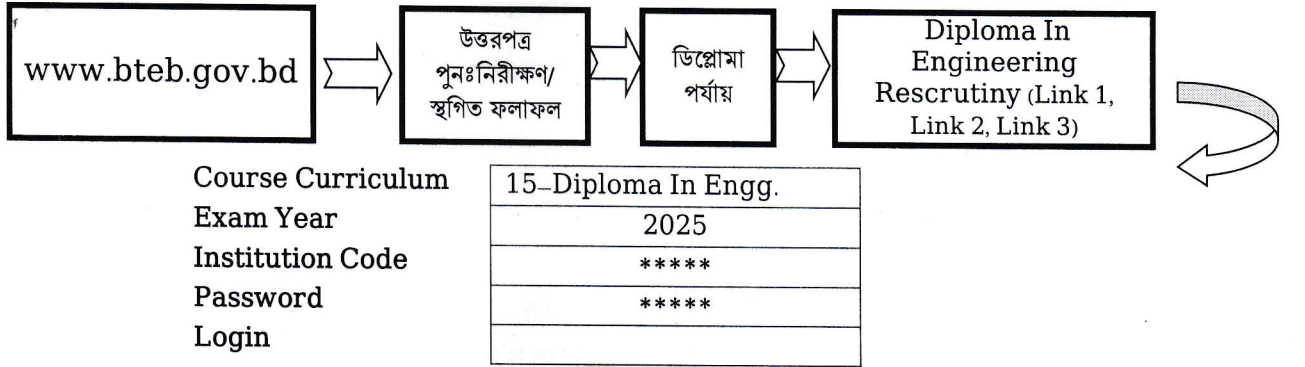 www.bteb.gov.bd
উত্তরপত্র
পুনঃনিরীক্ষণ/
স্থগিত ফলাফল
ডিপ্লোমা
পর্যায়
Diploma In
Engineering
Rescrutiny (Link 1,
Link 2, Link 3)
Course Curriculum 15–Diploma In Engg.
Exam Year 2025
Institution Code *****
Password *****
Login